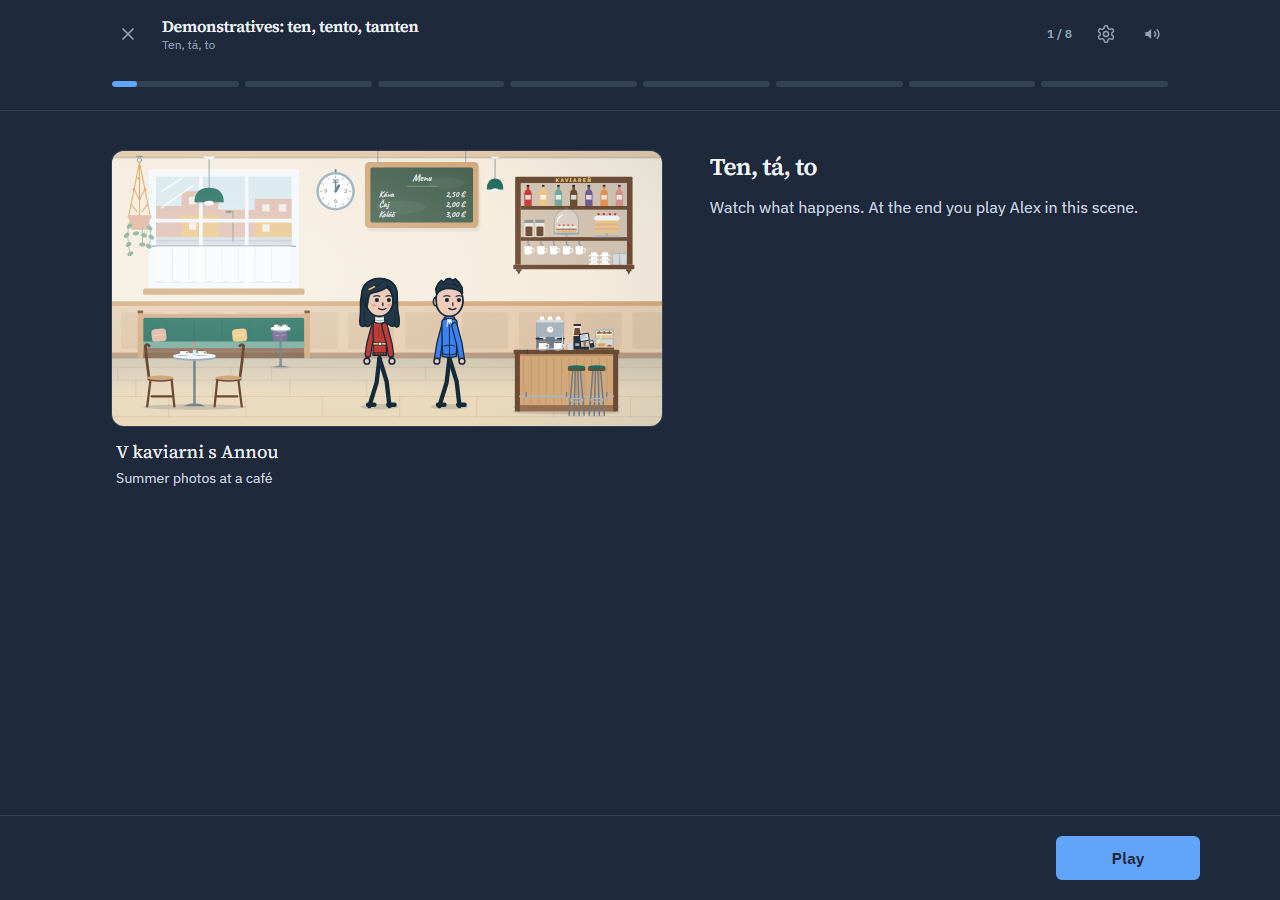 Demonstratives: ten, tento, tamten
Ten, tá, to
1 / 8
Menu
Káva 2,50 €
Čaj 2,00 €
Koláč 3,00 €
KAVIAREŇ
Ten, tá, to
Watch what happens. At the end you play Alex in this scene.
V kaviarni s Annou
Summer photos at a café
Play